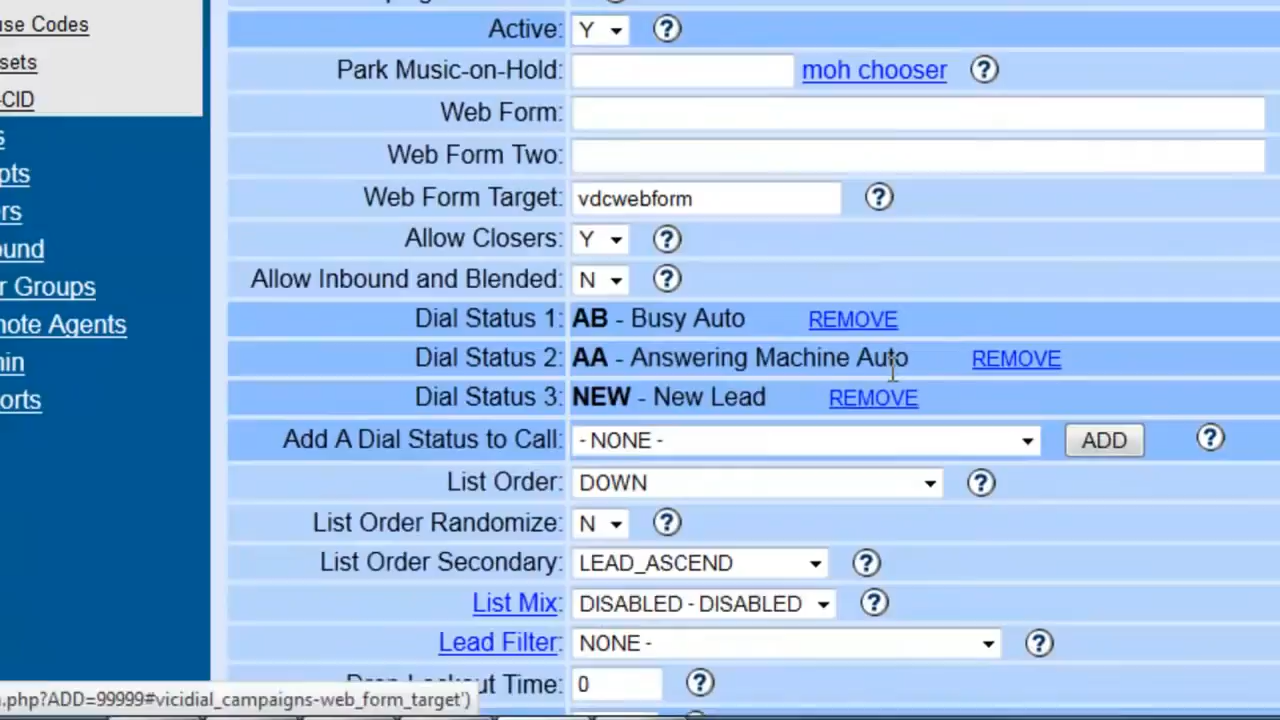 use Codes
Active: Y ?
sets
Park Music-on-Hold: moh chooser ?
-CID
Web Form:
Web Form Two:
pts
Web Form Target: vdcwebform ?
rs
Allow Closers: Y ?
ound
Allow Inbound and Blended: N ?
r Groups
Dial Status 1: AB - Busy Auto REMOVE
note Agents
Dial Status 2: AA - Answering Machine Auto REMOVE
in
Dial Status 3: NEW - New Lead REMOVE
orts
Add A Dial Status to Call: - NONE - ADD ?
List Order: DOWN ?
List Order Randomize: N ?
List Order Secondary: LEAD_ASCEND ?
List Mix: DISABLED - DISABLED ?
Lead Filter: NONE - ?
Drop Lockout Time: 0 ?
.php?ADD=99999#vicidial_campaigns-web_form_target')